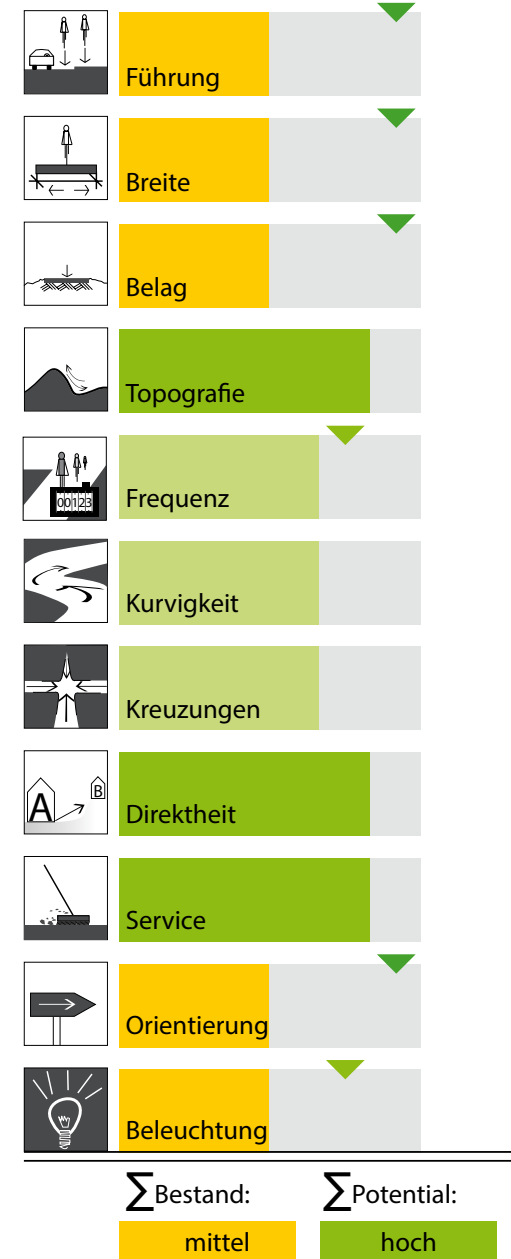 Führung
Breite
Belag
Topografie
00123
Frequenz
Kurvigkeit
Kreuzungen
A B
Direktheit
Service
Orientierung
Beleuchtung
∑Bestand: ∑Potential:
mittel hoch